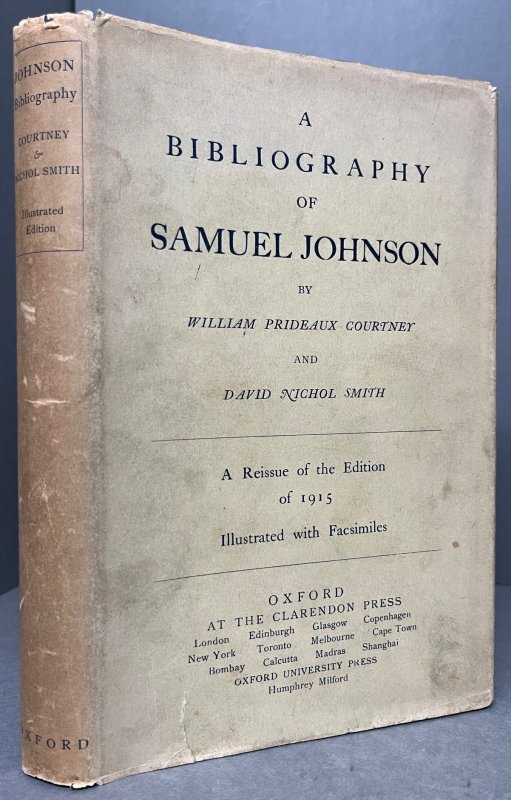 JOHNSON
Bibliography
COURTNEY
&
NICHOL SMITH
Illustrated
Edition
OXFORD
A
BIBLIOGRAPHY
OF
SAMUEL JOHNSON
BY
WILLIAM PRIDEAUX COURTNEY
AND
DAVID NICHOL SMITH
A Reissue of the Edition
of 1915
Illustrated with Facsimiles
OXFORD
AT THE CLARENDON PRESS
London Edinburgh Glasgow Copenhagen
New York Toronto Melbourne Cape Town
Bombay Calcutta Madras Shanghai
OXFORD UNIVERSITY PRESS
Humphrey Milford